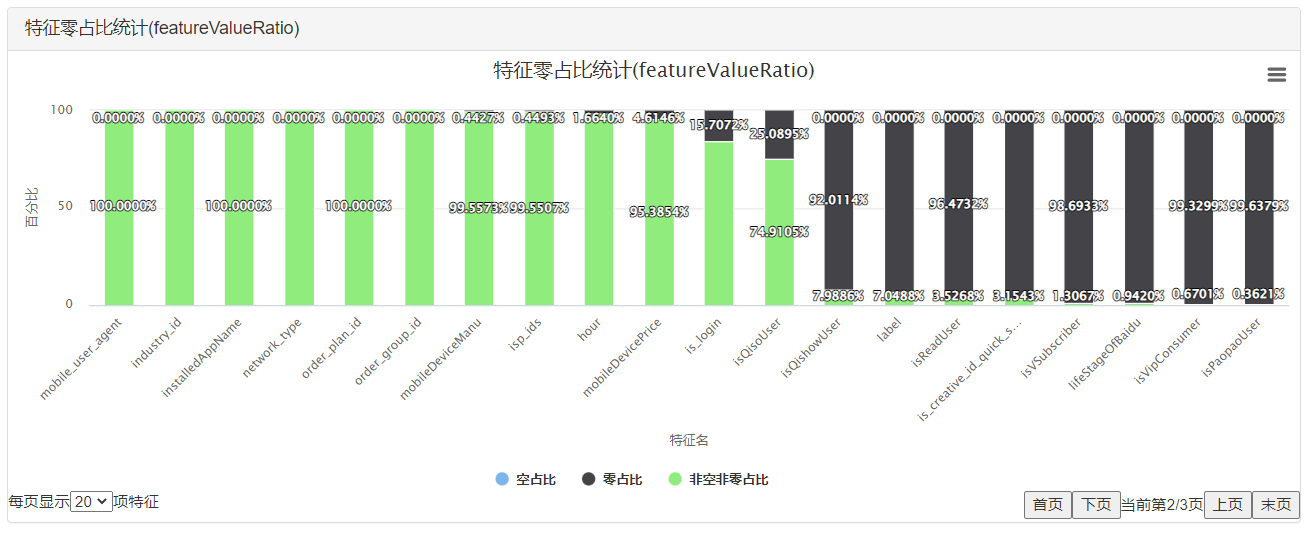 特征零占比统计(featureValueRatio)
特征零占比统计(featureValueRatio)
百分比
100
50
0
0.0000% 0.0000% 0.0000% 0.0000% 0.0000% 0.0000% 0.4427% 0.4493% 1.6640% 4.6146% 15.7072% 25.0895% 0.0000% 0.0000% 0.0000% 0.0000% 0.0000% 0.0000% 0.0000% 0.0000%
100.0000% 100.0000% 100.0000% 99.5573% 99.5507% 95.3854% 74.9105% 92.0114% 96.4732% 98.6933% 99.3299% 99.6379%
7.9886% 7.0488% 3.5268% 3.1543% 1.3067% 0.9420% 0.6701% 0.3621%
mobile_user_agent
industry_id
installedAppName
network_type
order_plan_id
order_group_id
mobileDeviceManu
isp_ids
hour
mobileDevicePrice
is_login
isQisoUser
isQishowUser
label
isReadUser
is_creative_id_quick_s...
isVSubscriber
lifeStageOfBaidu
isVipConsumer
isPaopaoUser
特征名
空占比 零占比 非空非零占比
每页显示20项特征
首页 下页 当前第2/3页 上页 末页